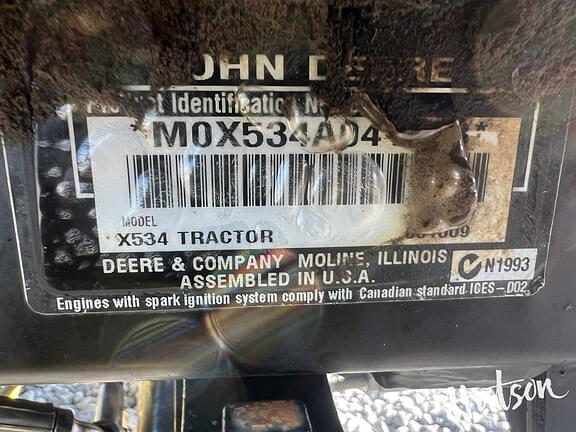 JOHN DEERE
Product Identification
*M0X534A04
MODEL
X534 TRACTOR
DEERE & COMPANY MOLINE, ILLINOIS
ASSEMBLED IN U.S.A.
N1993
Engines with spark ignition system comply with Canadian standard ICES-002